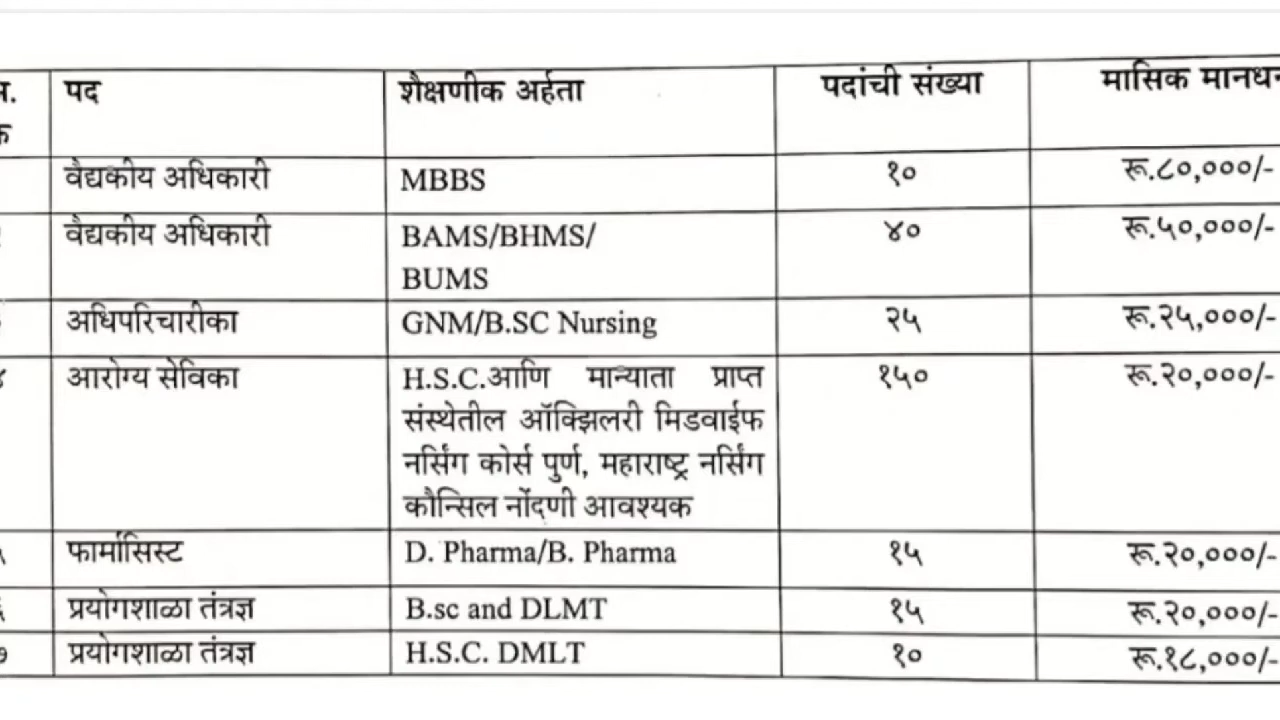 पद शैक्षणीक अर्हता पदांची संख्या मासिक मानधन
वैद्यकीय अधिकारी MBBS १० रू.८०,०००/-
वैद्यकीय अधिकारी BAMS/BHMS/ ४० रू.५०,०००/-
BUMS
अधिपरिचारीका GNM/B.SC Nursing २५ रू.२५,०००/-
आरोग्य सेविका H.S.C.आणि मान्याता प्राप्त १५० रू.२०,०००/-
संस्थेतील ऑक्झिलरी मिडवाईफ
नर्सिंग कोर्स पुर्ण, महाराष्ट्र नर्सिंग
कौन्सिल नोंदणी आवश्यक
फार्मासिस्ट D. Pharma/B. Pharma १५ रू.२०,०००/-
प्रयोगशाळा तंत्रज्ञ B.sc and DLMT १५ रू.२०,०००/-
प्रयोगशाळा तंत्रज्ञ H.S.C. DMLT १० रू.१८,०००/-